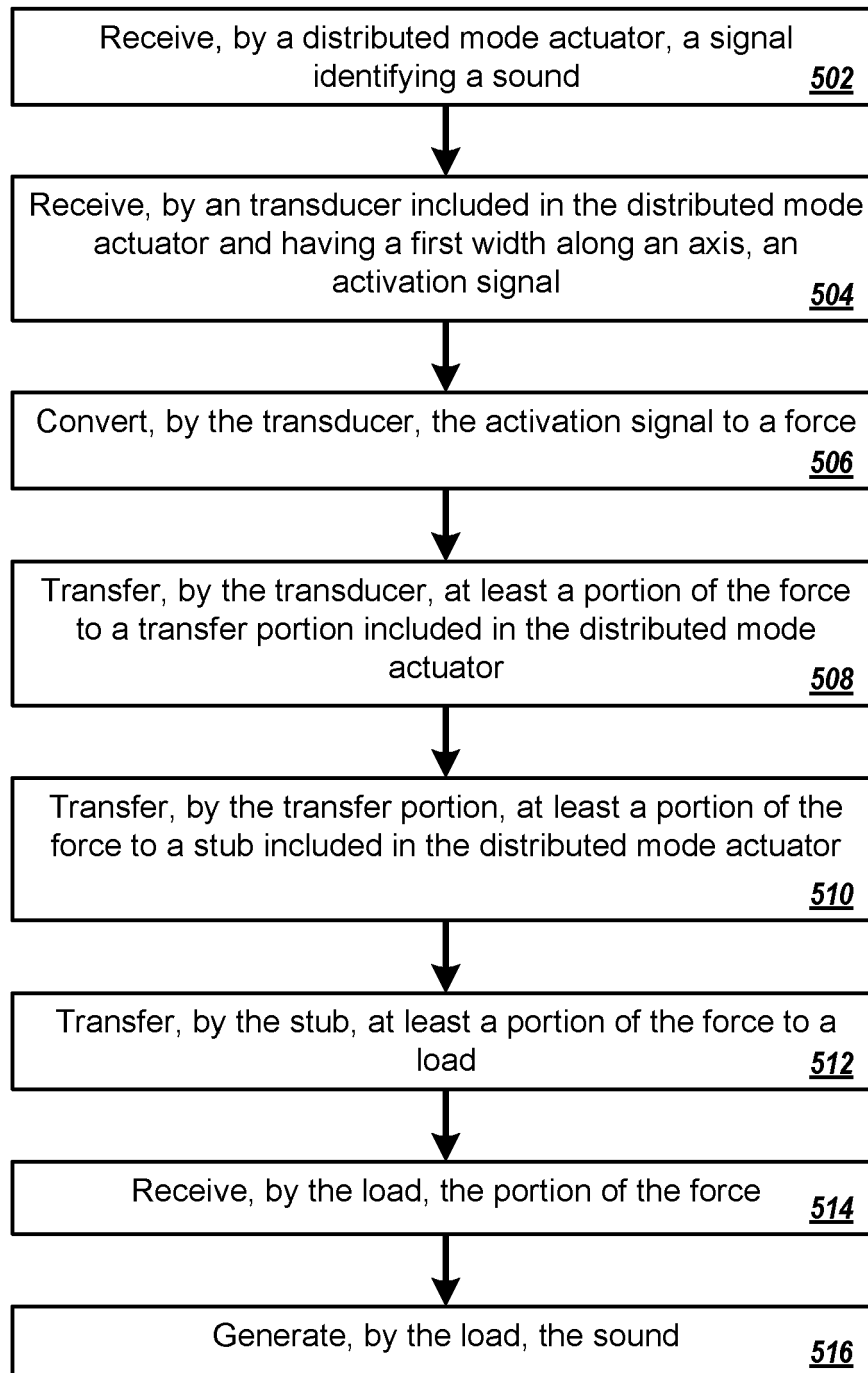 Receive, by a distributed mode actuator, a signal
identifying a sound
502
Receive, by an transducer included in the distributed mode
actuator and having a first width along an axis, an
activation signal
504
Convert, by the transducer, the activation signal to a force
506
Transfer, by the transducer, at least a portion of the force
to a transfer portion included in the distributed mode
actuator
508
Transfer, by the transfer portion, at least a portion of the
force to a stub included in the distributed mode actuator
510
Transfer, by the stub, at least a portion of the force to a
load
512
Receive, by the load, the portion of the force
514
Generate, by the load, the sound
516